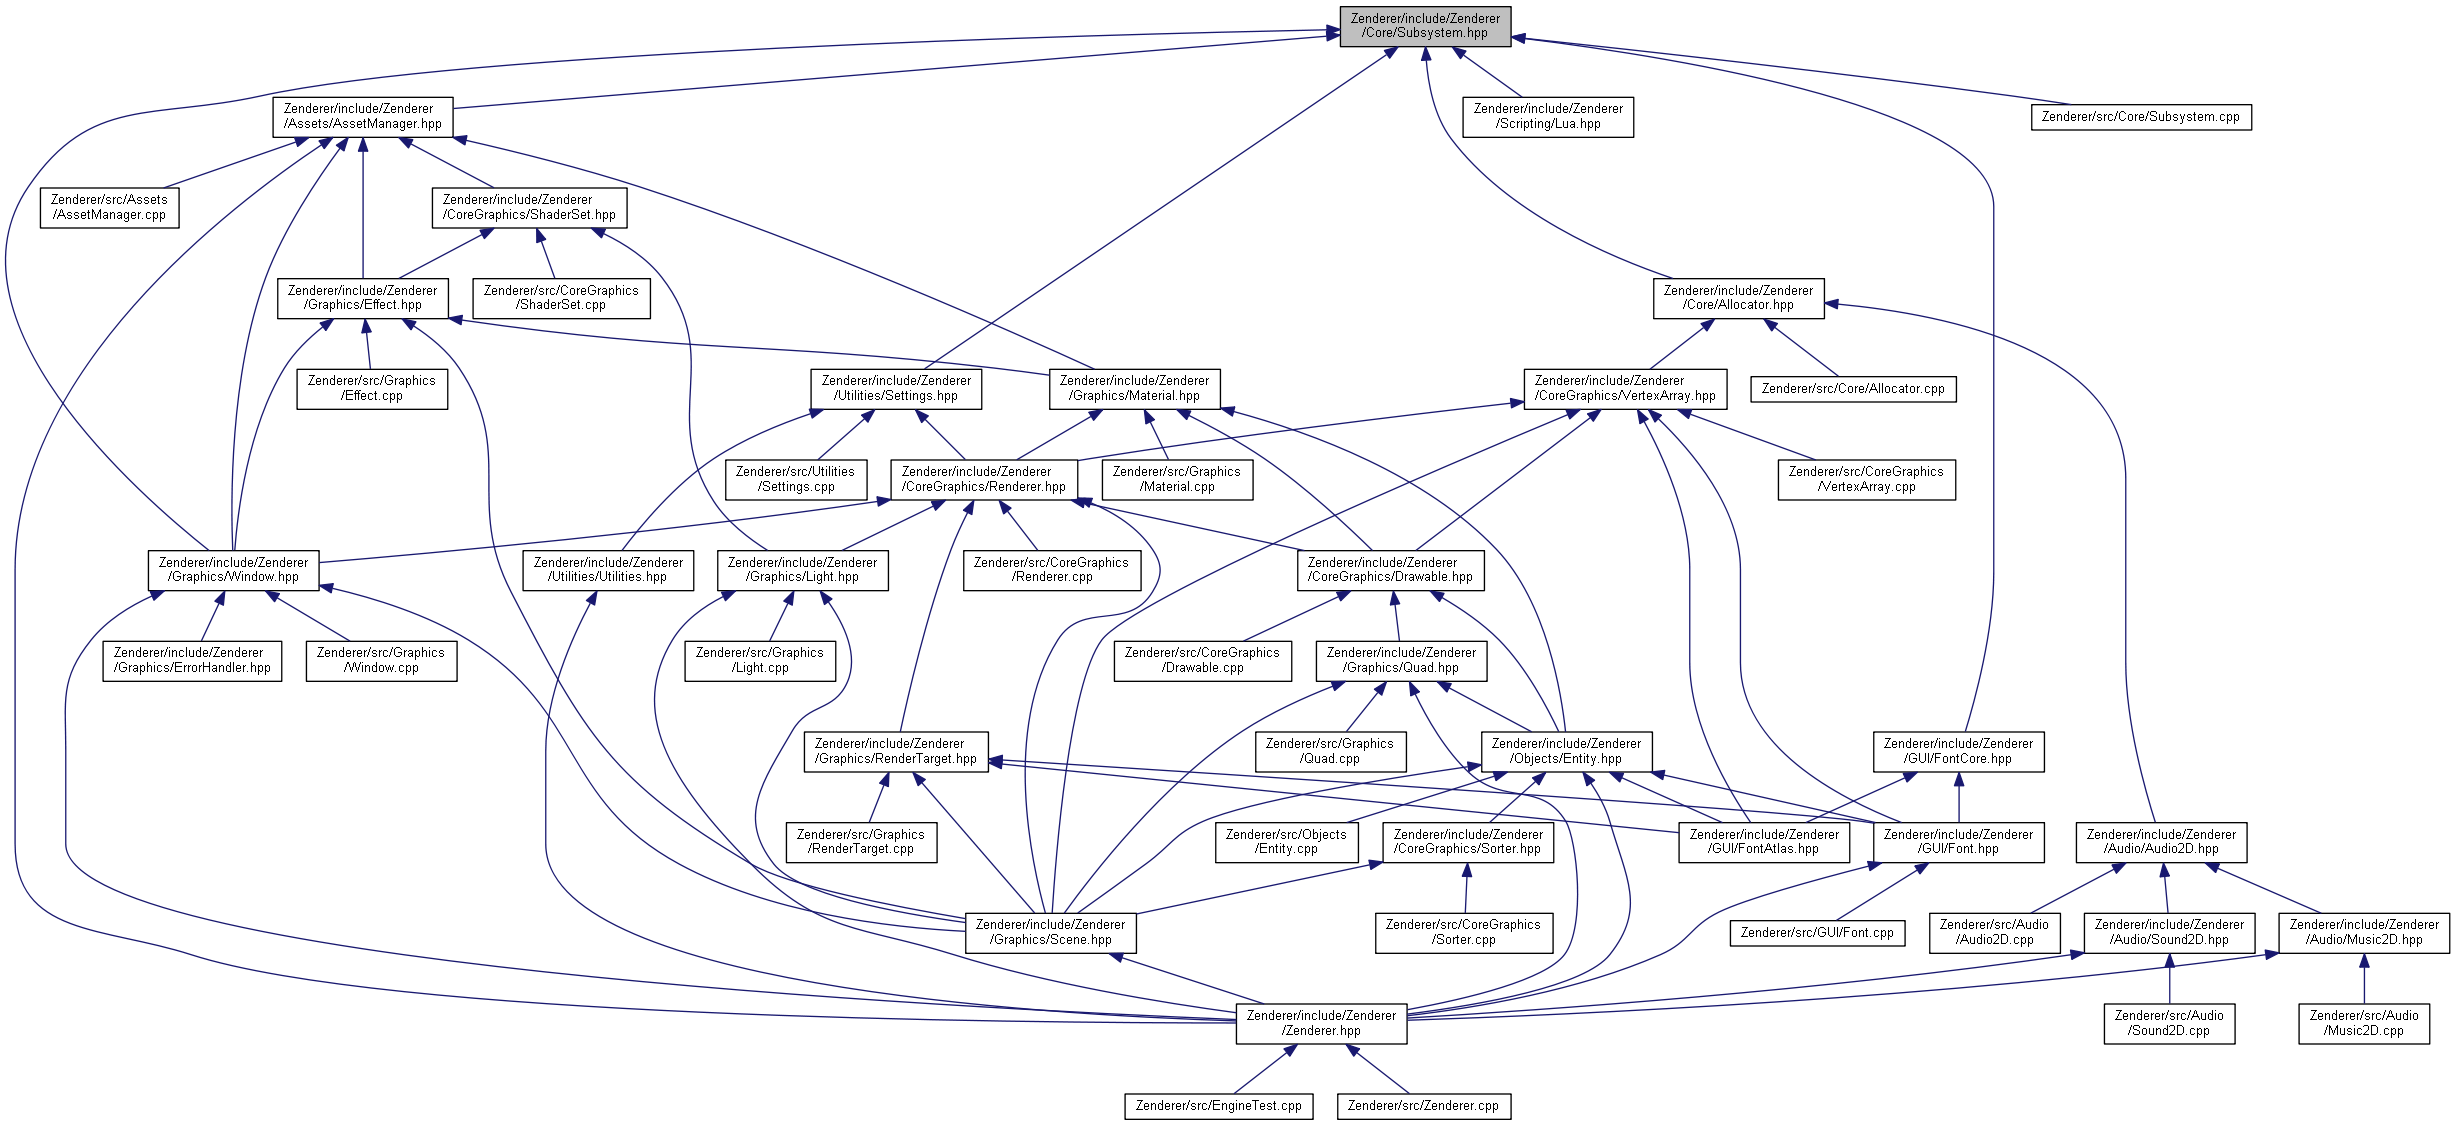 Zenderer/include/Zenderer
/Core/Subsystem.hpp
Zenderer/include/Zenderer
/Assets/AssetManager.hpp
Zenderer/include/Zenderer
/Scripting/Lua.hpp
Zenderer/src/Core/Subsystem.cpp
Zenderer/src/Assets
/AssetManager.cpp
Zenderer/include/Zenderer
/CoreGraphics/ShaderSet.hpp
Zenderer/include/Zenderer
/Graphics/Effect.hpp
Zenderer/src/CoreGraphics
/ShaderSet.cpp
Zenderer/include/Zenderer
/Core/Allocator.hpp
Zenderer/src/Graphics
/Effect.cpp
Zenderer/include/Zenderer
/Utilities/Settings.hpp
Zenderer/include/Zenderer
/Graphics/Material.hpp
Zenderer/include/Zenderer
/CoreGraphics/VertexArray.hpp
Zenderer/src/Core/Allocator.cpp
Zenderer/src/Utilities
/Settings.cpp
Zenderer/include/Zenderer
/CoreGraphics/Renderer.hpp
Zenderer/src/Graphics
/Material.cpp
Zenderer/src/CoreGraphics
/VertexArray.cpp
Zenderer/include/Zenderer
/Graphics/Window.hpp
Zenderer/include/Zenderer
/Utilities/Utilities.hpp
Zenderer/include/Zenderer
/Graphics/Light.hpp
Zenderer/src/CoreGraphics
/Renderer.cpp
Zenderer/include/Zenderer
/CoreGraphics/Drawable.hpp
Zenderer/include/Zenderer
/Graphics/ErrorHandler.hpp
Zenderer/src/Graphics
/Window.cpp
Zenderer/src/Graphics
/Light.cpp
Zenderer/src/CoreGraphics
/Drawable.cpp
Zenderer/include/Zenderer
/Graphics/Quad.hpp
Zenderer/include/Zenderer
/Graphics/RenderTarget.hpp
Zenderer/src/Graphics
/Quad.cpp
Zenderer/include/Zenderer
/Objects/Entity.hpp
Zenderer/include/Zenderer
/GUI/FontCore.hpp
Zenderer/src/Graphics
/RenderTarget.cpp
Zenderer/src/Objects
/Entity.cpp
Zenderer/include/Zenderer
/CoreGraphics/Sorter.hpp
Zenderer/include/Zenderer
/GUI/FontAtlas.hpp
Zenderer/include/Zenderer
/GUI/Font.hpp
Zenderer/include/Zenderer
/Audio/Audio2D.hpp
Zenderer/include/Zenderer
/Graphics/Scene.hpp
Zenderer/src/CoreGraphics
/Sorter.cpp
Zenderer/src/GUI/Font.cpp
Zenderer/src/Audio
/Audio2D.cpp
Zenderer/include/Zenderer
/Audio/Sound2D.hpp
Zenderer/include/Zenderer
/Audio/Music2D.hpp
Zenderer/include/Zenderer
/Zenderer.hpp
Zenderer/src/Audio
/Sound2D.cpp
Zenderer/src/Audio
/Music2D.cpp
Zenderer/src/EngineTest.cpp
Zenderer/src/Zenderer.cpp